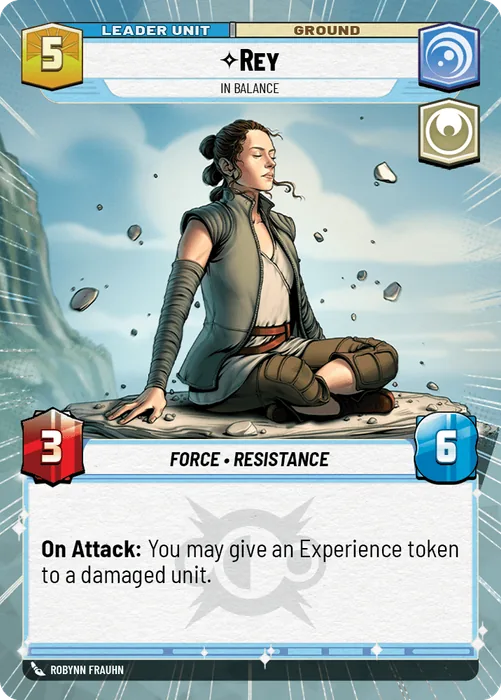 5
LEADER UNIT
GROUND
REY
IN BALANCE
3
FORCE • RESISTANCE
6
On Attack: You may give an Experience token
to a damaged unit.
ROBYNN FRAUHN